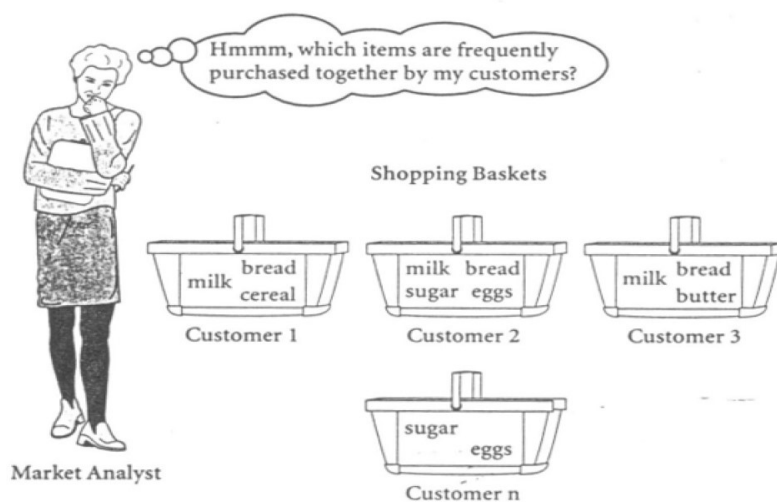 Hmmm, which items are frequently
purchased together by my customers?
Shopping Baskets
milk bread
cereal
Customer 1
milk bread
sugar eggs
Customer 2
milk bread
butter
Customer 3
sugar
eggs
Customer n
Market Analyst